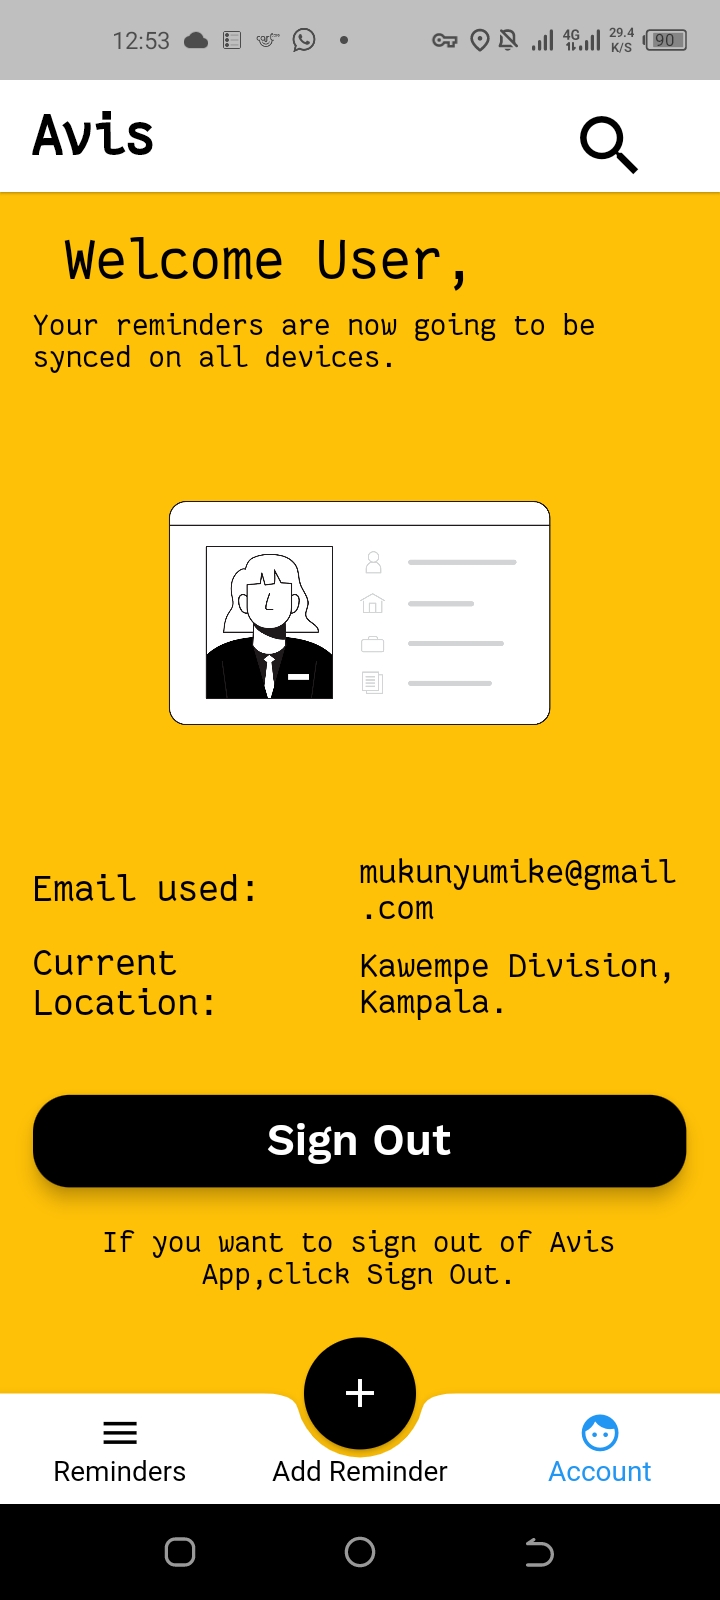 12:53
4G
29.4
K/S
90
Avis
Welcome User,
Your reminders are now going to be
synced on all devices.
Email used:
mukunyumike@gmail
.com
Current
Location:
Kawempe Division,
Kampala.
Sign Out
If you want to sign out of Avis
App,click Sign Out.
Reminders
Add Reminder
Account